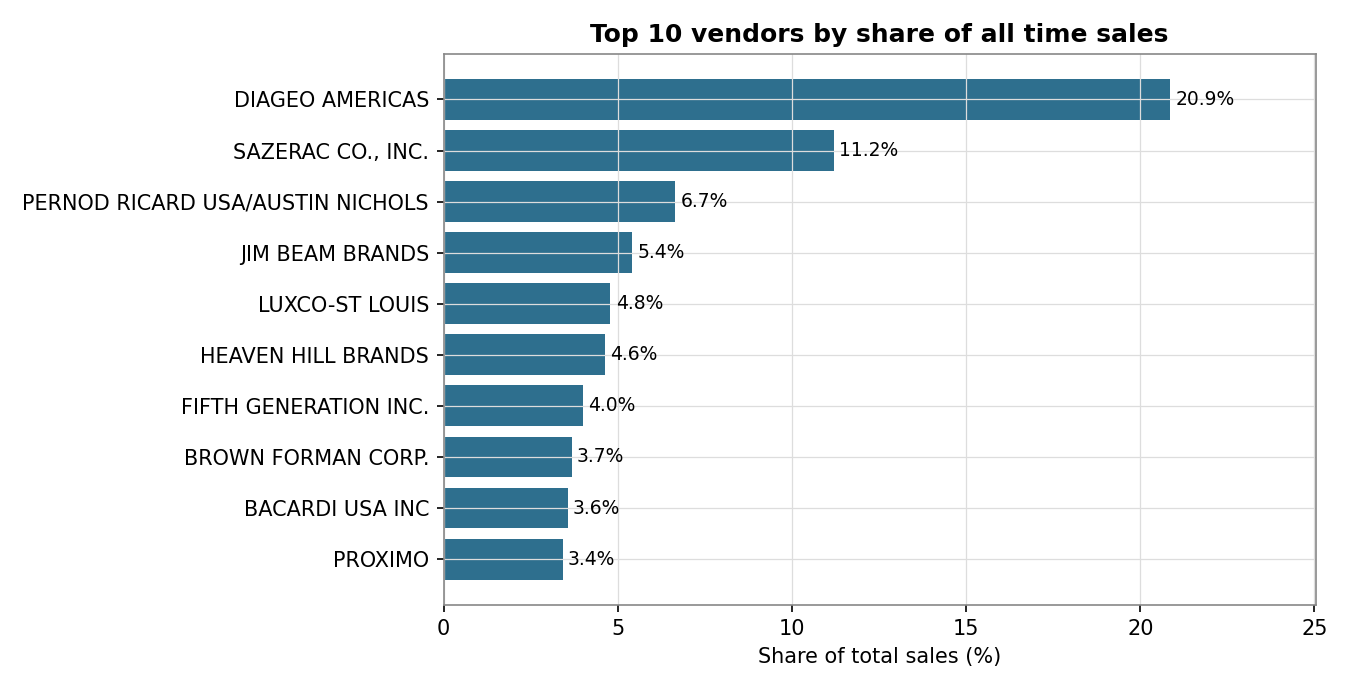 Top 10 vendors by share of all time sales
DIAGEO AMERICAS 20.9%
SAZERAC CO., INC. 11.2%
PERNOD RICARD USA/AUSTIN NICHOLS 6.7%
JIM BEAM BRANDS 5.4%
LUXCO-ST LOUIS 4.8%
HEAVEN HILL BRANDS 4.6%
FIFTH GENERATION INC. 4.0%
BROWN FORMAN CORP. 3.7%
BACARDI USA INC 3.6%
PROXIMO 3.4%
0 5 10 15 20 25
Share of total sales (%)